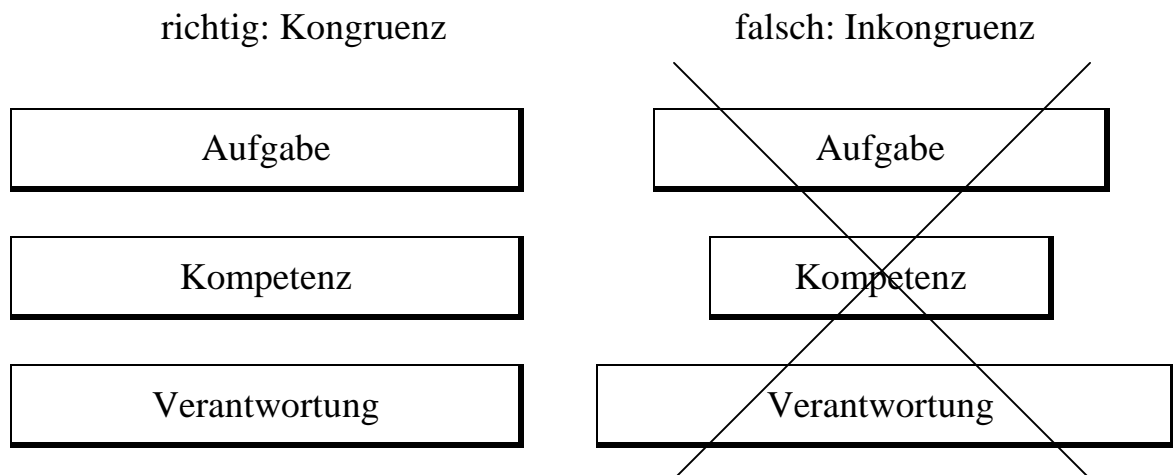 richtig: Kongruenz
falsch: Inkongruenz
Aufgabe
Aufgabe
Kompetenz
Kompetenz
Verantwortung
Verantwortung